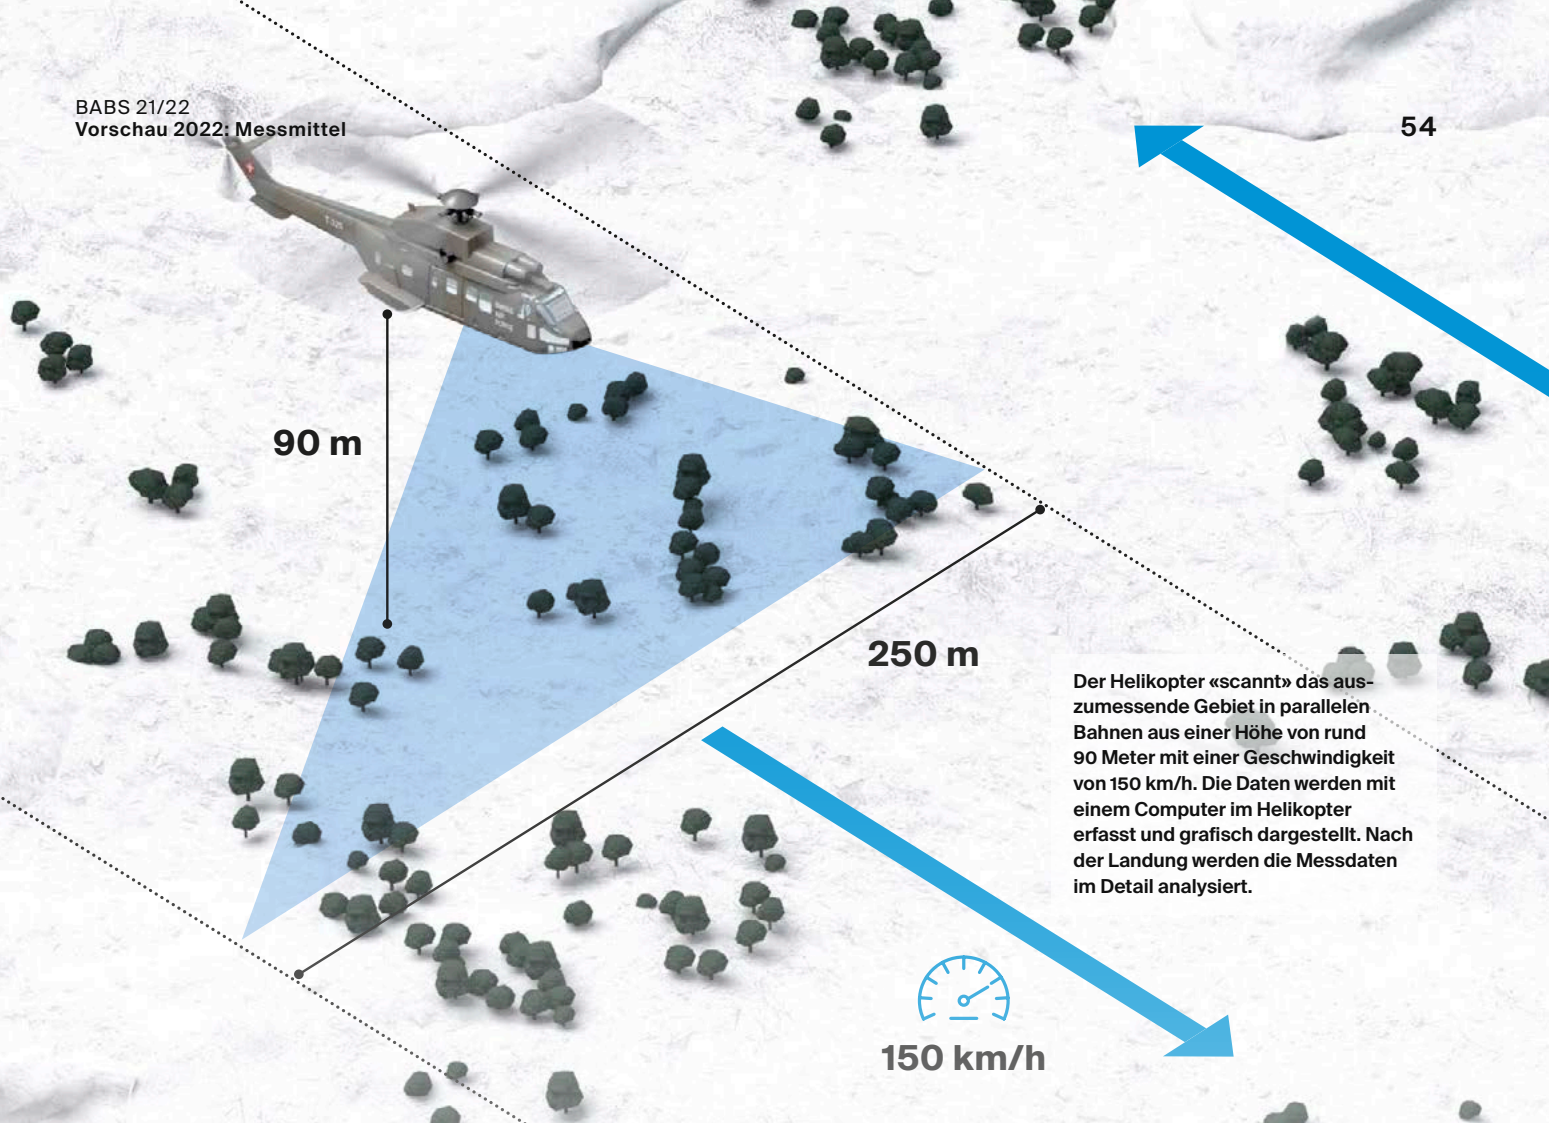 BABS 21/22
Vorschau 2022: Messmittel
54
90 m
250 m
Der Helikopter «scannt» das aus-
zumessende Gebiet in parallelen
Bahnen aus einer Höhe von rund
90 Meter mit einer Geschwindigkeit
von 150 km/h. Die Daten werden mit
einem Computer im Helikopter
erfasst und grafisch dargestellt. Nach
der Landung werden die Messdaten
im Detail analysiert.
150 km/h